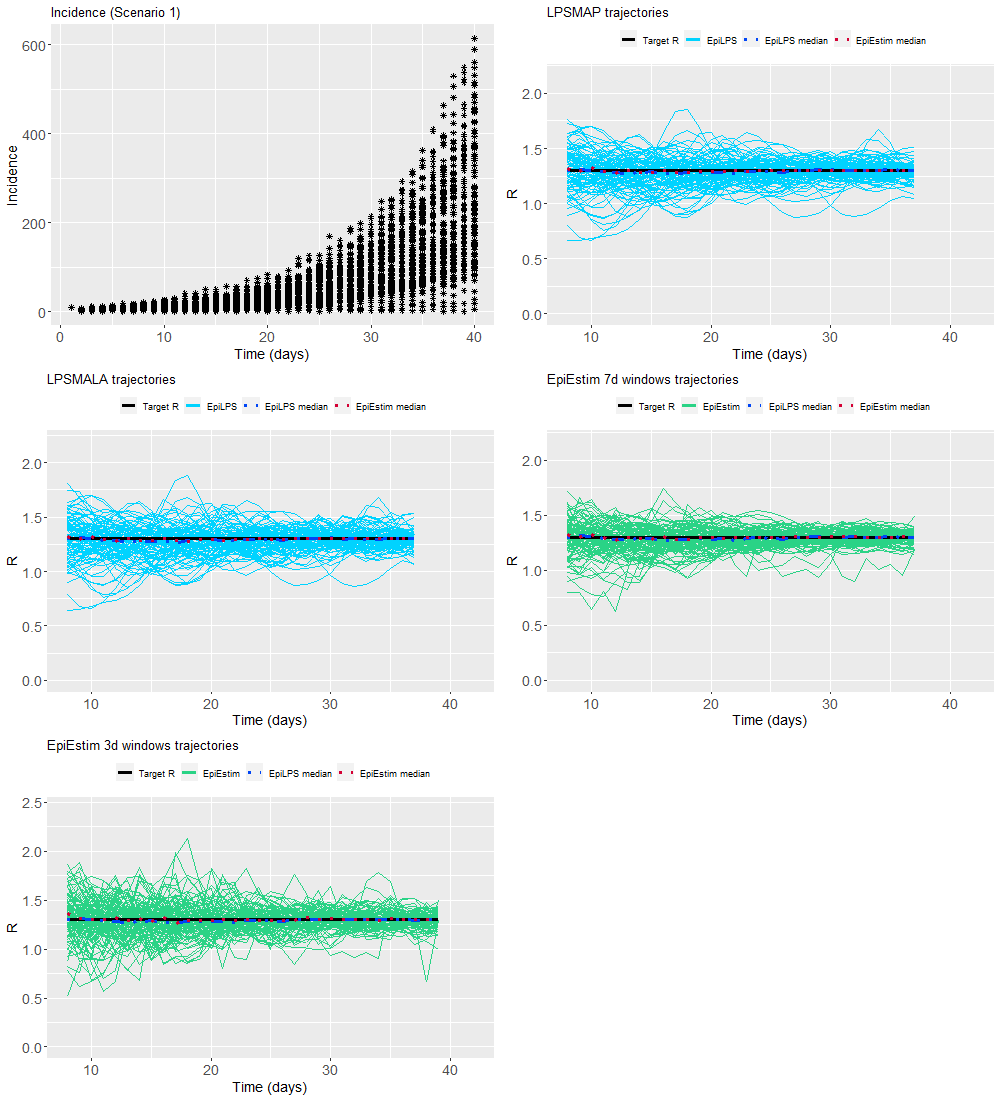 Incidence (Scenario 1)
Incidence
600
400
200
0
0
10
20
30
40
Time (days)
LPSMAP trajectories
Target R EpiLPS EpiLPS median EpiEstim median
R
2.0
1.5
1.0
0.5
0.0
10
20
30
40
Time (days)
LPSMALA trajectories
Target R EpiLPS EpiLPS median EpiEstim median
R
2.0
1.5
1.0
0.5
0.0
10
20
30
40
Time (days)
EpiEstim 7d windows trajectories
Target R EpiEstim EpiLPS median EpiEstim median
R
2.0
1.5
1.0
0.5
0.0
10
20
30
40
Time (days)
EpiEstim 3d windows trajectories
Target R EpiEstim EpiLPS median EpiEstim median
R
2.5
2.0
1.5
1.0
0.5
0.0
10
20
30
40
Time (days)